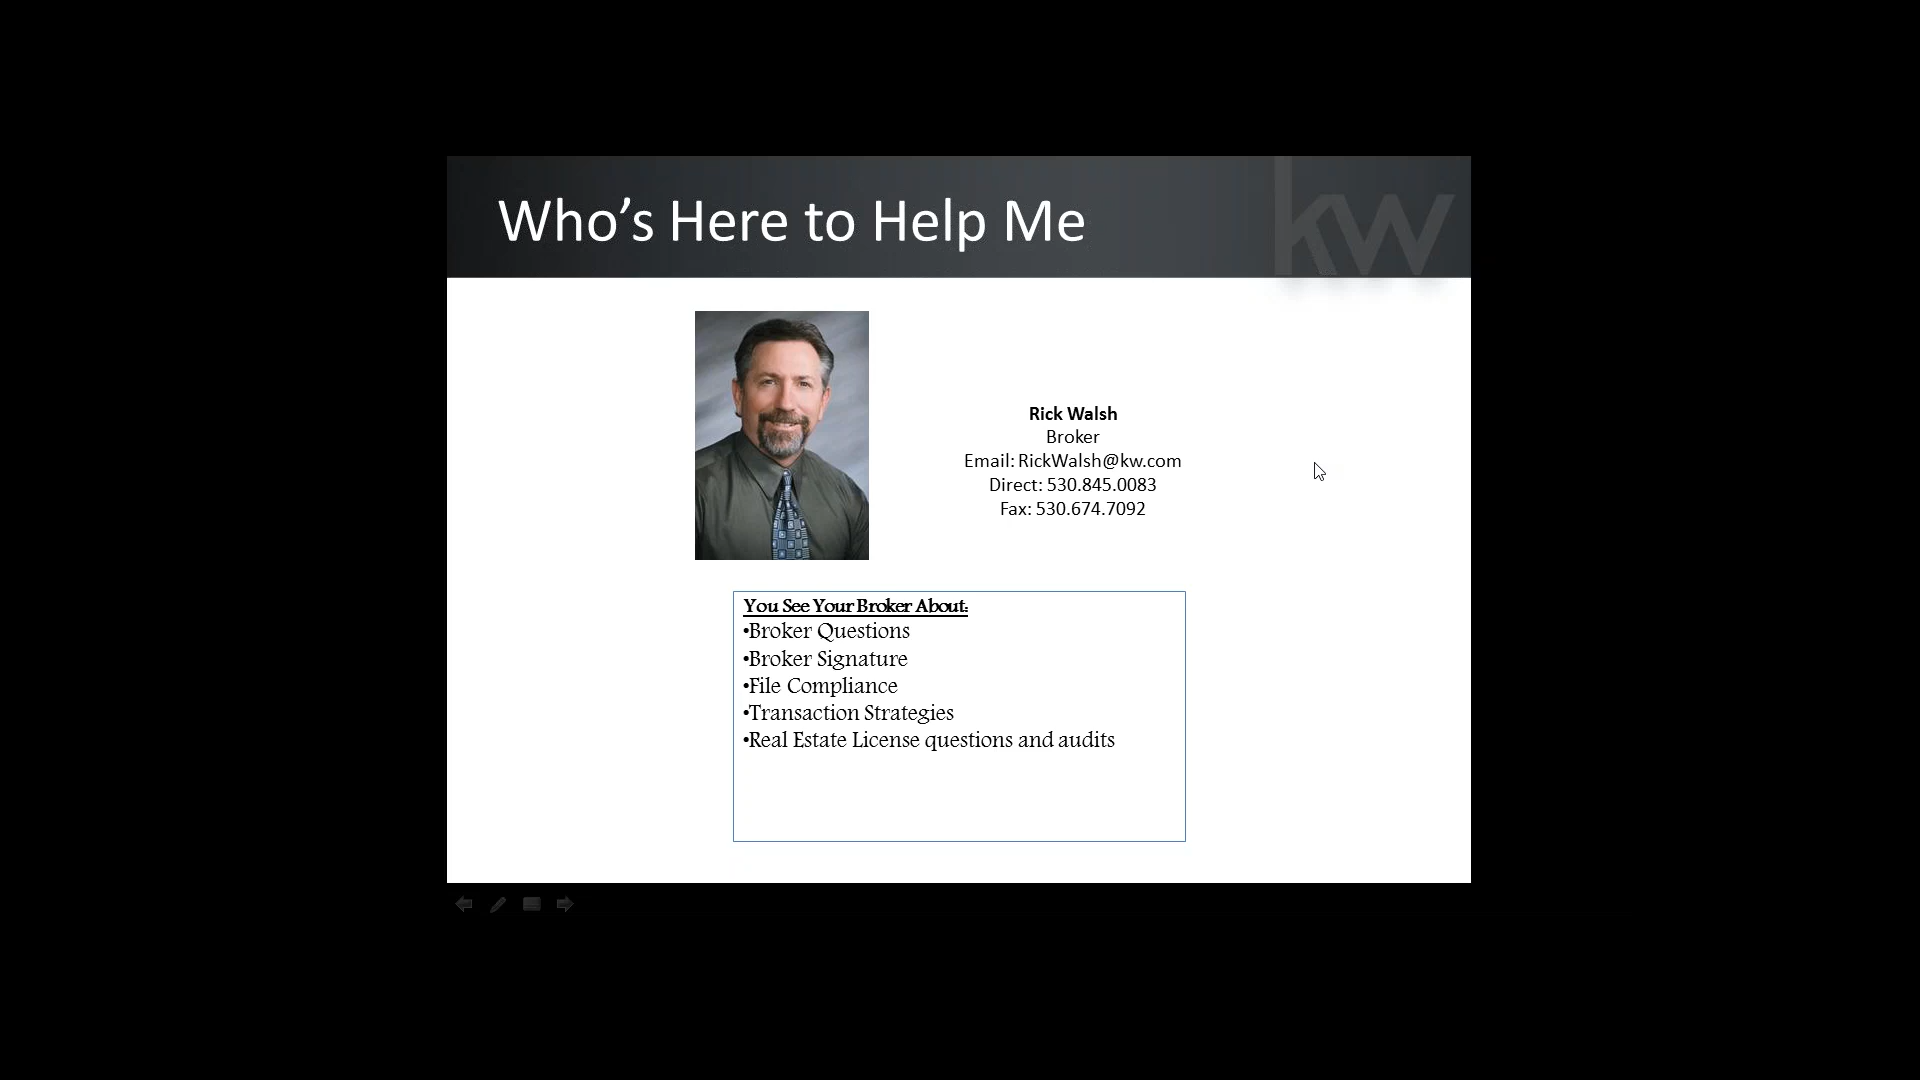 Who’s Here to Help Me
kw
Rick Walsh
Broker
Email: RickWalsh@kw.com
Direct: 530.845.0083
Fax: 530.674.7092
You See Your Broker About:
•Broker Questions
•Broker Signature
•File Compliance
•Transaction Strategies
•Real Estate License questions and audits